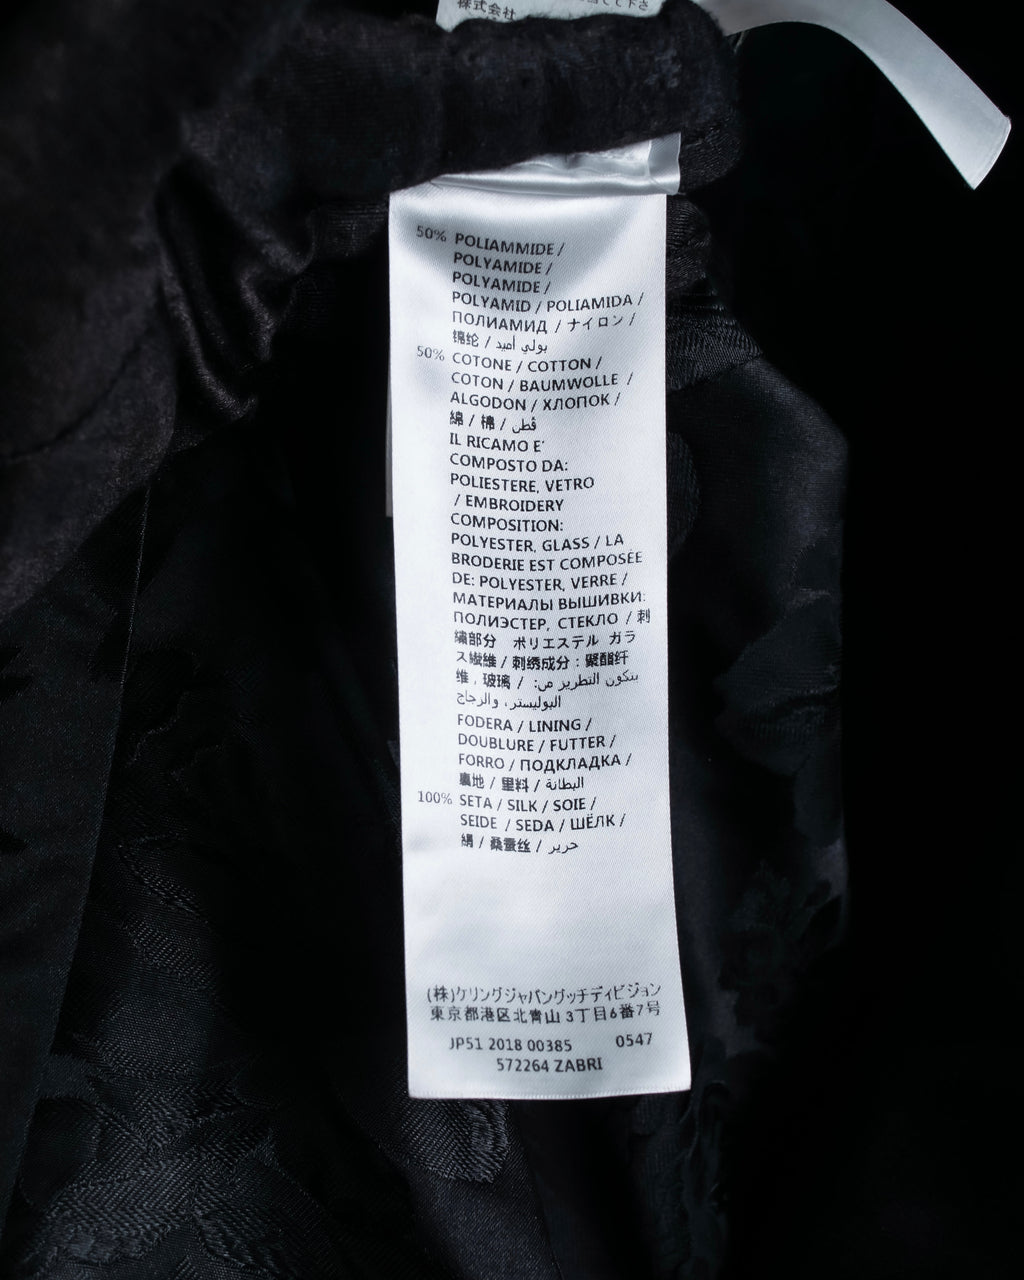 株式会社
50% POLIAMMIDE /
POLYAMIDE /
POLYAMIDE /
POLYAMID / POLIAMIDA /
ПОЛИАМИД / ナイロン /
锦纶 / بولي أميد
50% COTONE / COTTON /
COTON / BAUMWOLLE /
ALGODON / ХЛОПОК /
綿 / 棉 / قطن
IL RICAMO E'
COMPOSTO DA:
POLIESTERE, VETRO
/ EMBROIDERY
COMPOSITION:
POLYESTER, GLASS / LA
BRODERIE EST COMPOSÉE
DE: POLYESTER, VERRE /
МАТЕРИАЛЫ ВЫШИВКИ:
ПОЛИЭСТЕР, СТЕКЛО / 刺
繍部分 ポリエステル ガラ
ス繊維 / 刺绣成分：聚酯纤
维，玻璃 / يتكون التطريز من:
البوليستر، والزجاج
FODERA / LINING /
DOUBLURE / FUTTER /
FORRO / ПОДКЛАДКА /
裏地 / 里料 / البطانة
100% SETA / SILK / SOIE /
SEIDE / SEDA / ШЁЛК /
絹 / 桑蚕丝 / حرير
(株)ケリングジャパングッチディビジョン
東京都港区北青山3丁目6番7号
JP51 2018 00385 0547
572264 ZABRI